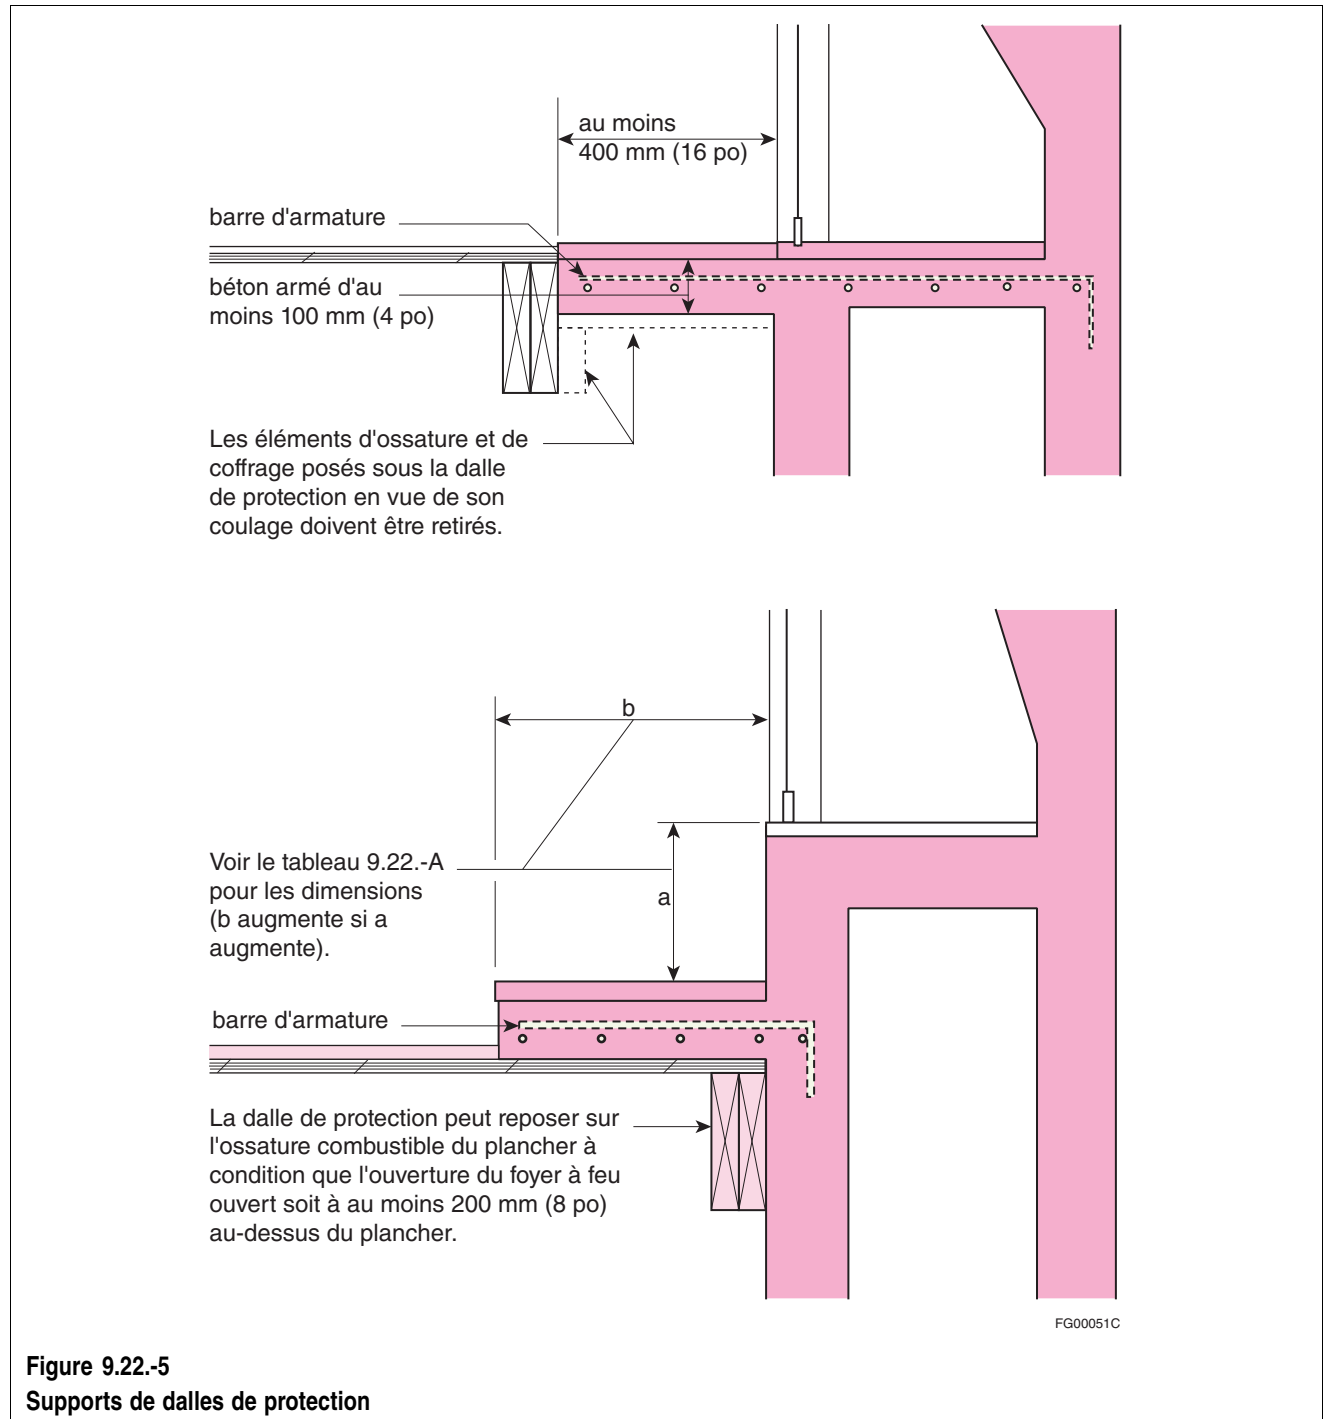 au moins
400 mm (16 po)
barre d'armature
béton armé d'au
moins 100 mm (4 po)
Les éléments d'ossature et de
coffrage posés sous la dalle
de protection en vue de son
coulage doivent être retirés.
b
Voir le tableau 9.22.-A
pour les dimensions
(b augmente si a
augmente).
a
barre d'armature
La dalle de protection peut reposer sur
l'ossature combustible du plancher à
condition que l'ouverture du foyer à feu
ouvert soit à au moins 200 mm (8 po)
au-dessus du plancher.
FG00051C
Figure 9.22.-5
Supports de dalles de protection